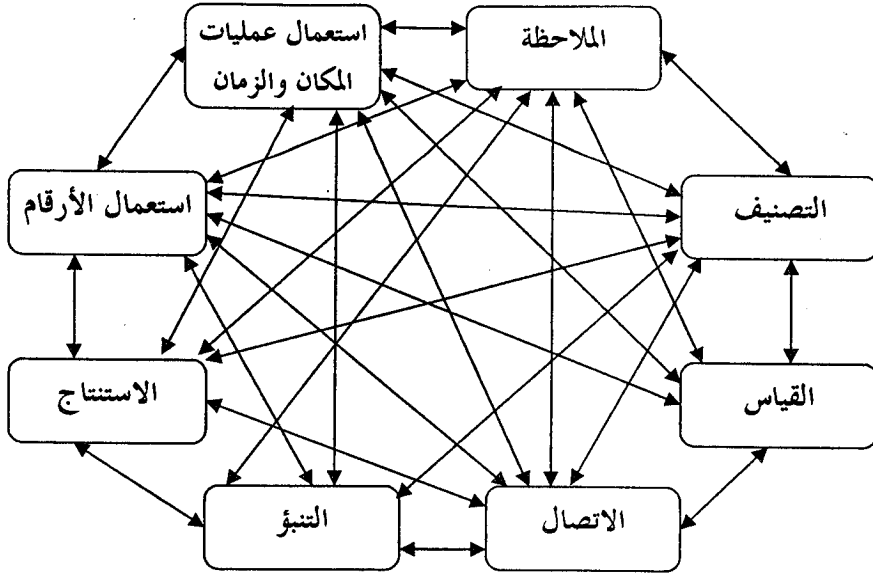 الملاحظة
استعمال عمليات
المكان والزمان
التصنيف
استعمال الأرقام
القياس
الاستنتاج
الاتصال
التنبؤ